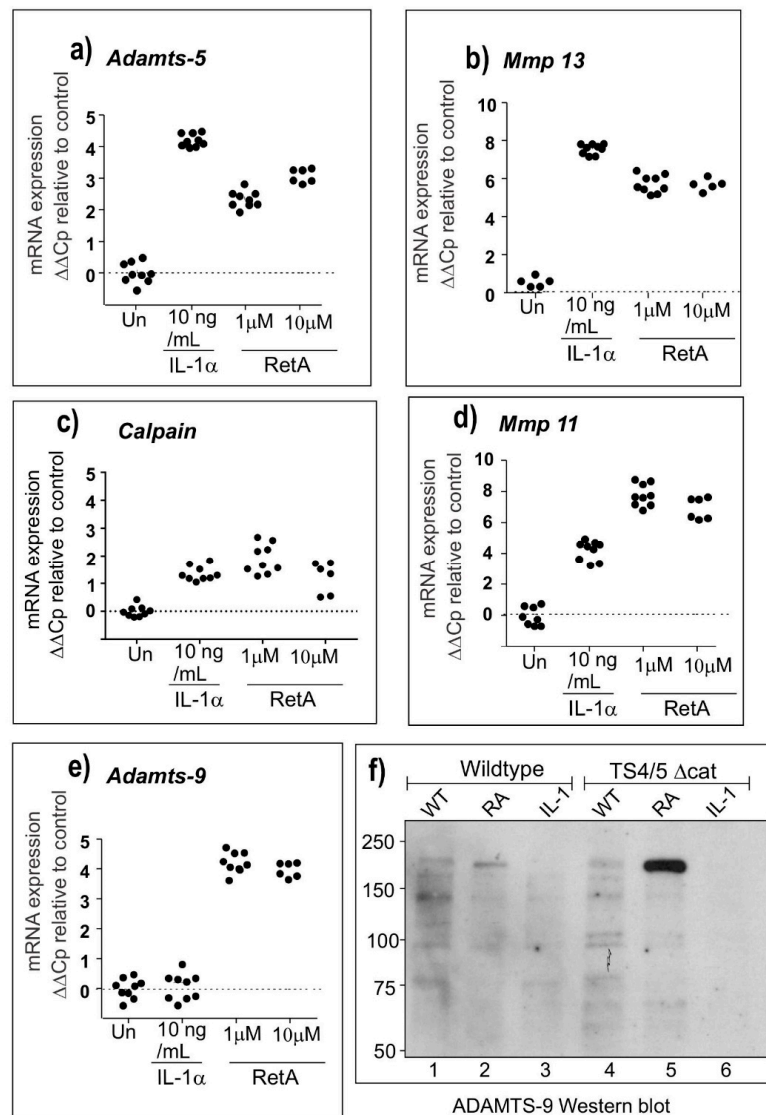 a) Adamts-5
mRNA expression
ΔΔCp relative to control
5
4
3
2
1
0
Un
10 ng
/mL
1μM
10μM
IL-1α
RetA
b) Mmp 13
mRNA expression
ΔΔCp relative to control
10
8
6
4
2
0
Un
10 ng
/mL
1μM
10μM
IL-1α
RetA
c) Calpain
mRNA expression
ΔΔCp relative to control
5
4
3
2
1
0
Un
10 ng
/mL
1μM
10μM
IL-1α
RetA
d) Mmp 11
mRNA expression
ΔΔCp relative to control
10
8
6
4
2
0
Un
10 ng
/mL
1μM
10μM
IL-1α
RetA
e) Adamts-9
mRNA expression
ΔΔCp relative to control
5
4
3
2
1
0
Un
10 ng
/mL
1μM
10μM
IL-1α
RetA
f)
Wildtype TS4/5 Δcat
WT RA IL-1 WT RA IL-1
250
150
100
75
50
1 2 3 4 5 6
ADAMTS-9 Western blot